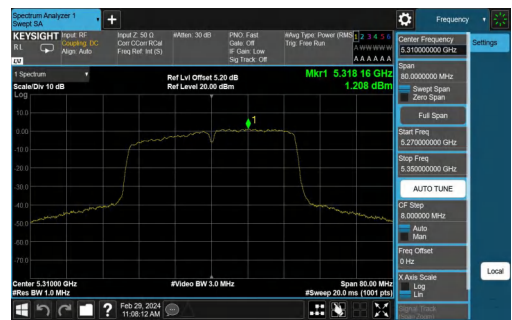 Spectrum Analyzer 1
Swept SA
+
Frequency
KEYSIGHT Input: RF
RL
Coupling: DC
Align: Auto
Input Z: 50 Ω
Corr CCorr RCal
Freq Ref: Int (S)
#Atten: 30 dB
PNO: Fast
Gate: Off
IF Gain: Low
Sig Track: Off
#Avg Type: Power (RMS)
Trig: Free Run
1 2 3 4 5 6
A W W W W W
A A A A A A
LV
1 Spectrum
Scale/Div 10 dB
Log
Ref Lvl Offset 5.20 dB
Ref Level 20.00 dBm
Mkr1 5.318 16 GHz
1.208 dBm
1
10.0
0.00
-10.0
-20.0
-30.0
-40.0
-50.0
-60.0
-70.0
Center 5.31000 GHz
#Res BW 1.0 MHz
#Video BW 3.0 MHz
Span 80.00 MHz
#Sweep 20.0 ms (1001 pts)
Center Frequency
5.310000000 GHz
Settings
Span
80.0000000 MHz
Swept Span
Zero Span
Full Span
Start Freq
5.270000000 GHz
Stop Freq
5.350000000 GHz
AUTO TUNE
CF Step
8.000000 MHz
Auto
Man
Freq Offset
0 Hz
X Axis Scale
Log
Lin
Local
Signal Track
?
Feb 29, 2024
11:08:12 AM